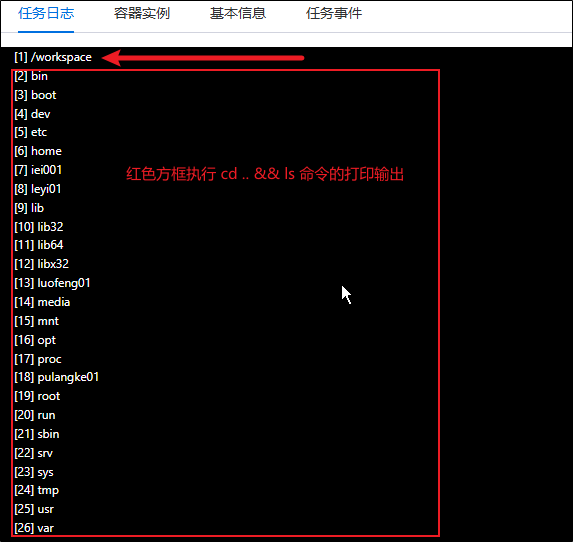 任务日志 容器实例 基本信息 任务事件
[1] /workspace
[2] bin
[3] boot
[4] dev
[5] etc
[6] home
[7] iei001
红色方框执行 cd .. && ls 命令的打印输出
[8] leyi01
[9] lib
[10] lib32
[11] lib64
[12] libx32
[13] luofeng01
[14] media
[15] mnt
[16] opt
[17] proc
[18] pulangke01
[19] root
[20] run
[21] sbin
[22] srv
[23] sys
[24] tmp
[25] usr
[26] var